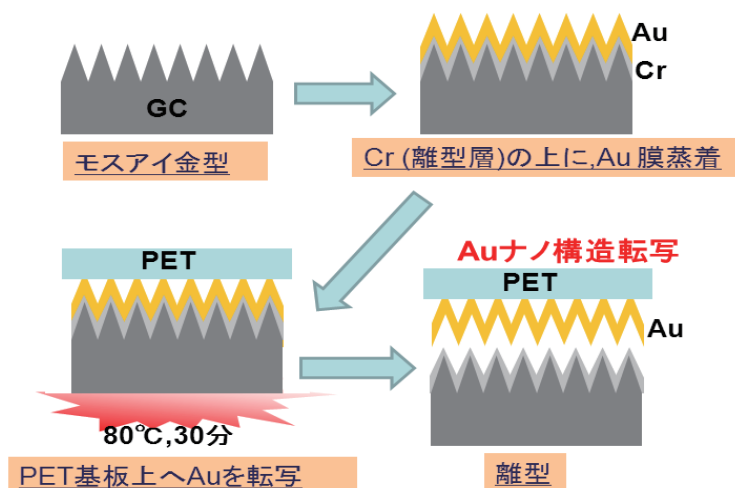 GC
モスアイ金型
Au
Cr
Cr (離型層)の上に,Au 膜蒸着
PET
80℃,30分
PET基板上へAuを転写
Auナノ構造転写
PET
Au
離型